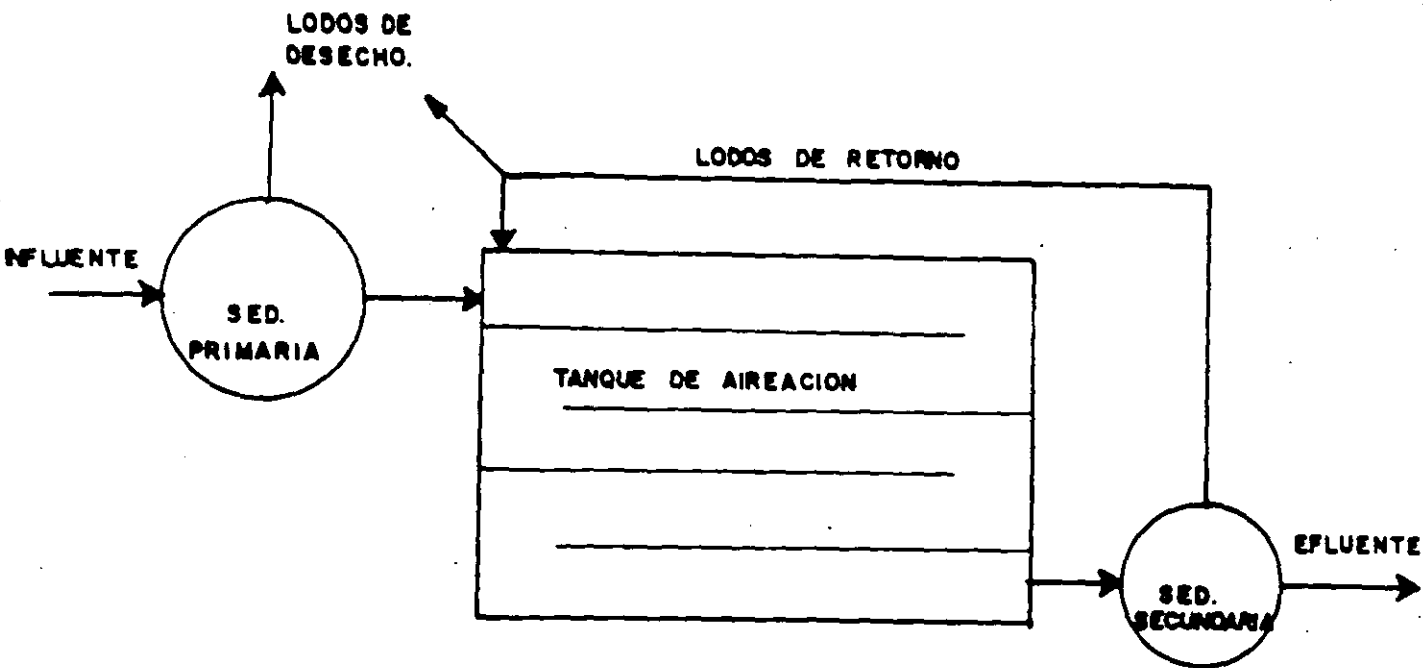 LODOS DE
DESECHO.
LODOS DE RETORNO
INFLUENTE
SED.
PRIMARIA
TANQUE DE AIREACION
EFLUENTE
SED.
SECUNDARIA